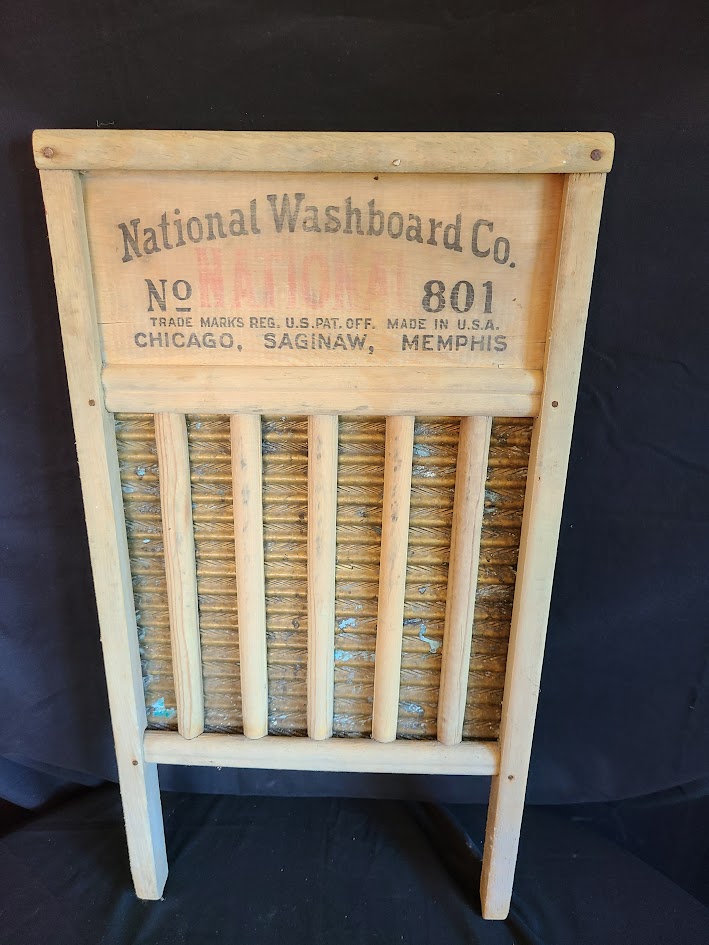 National Washboard Co.
NATIONAL
No 801
TRADE MARKS REG. U.S.PAT. OFF. MADE IN U.S.A.
CHICAGO, SAGINAW, MEMPHIS